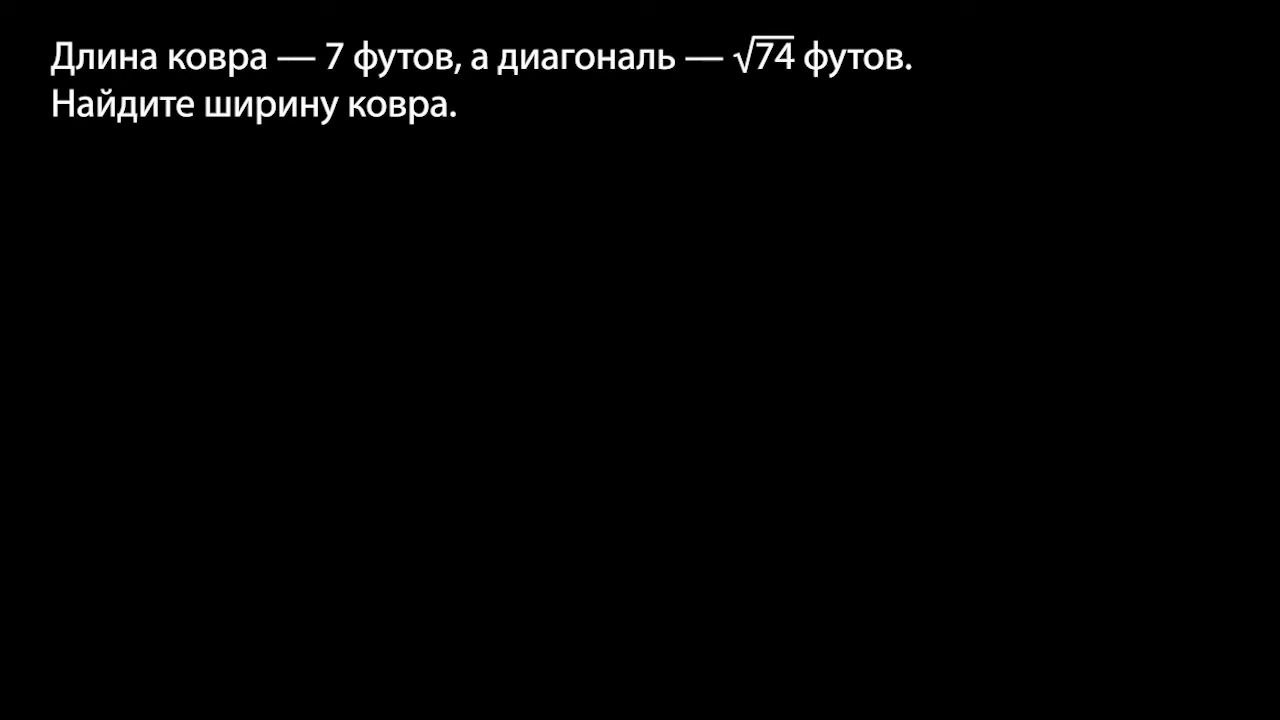 Длина ковра — 7 футов, а диагональ — √74 футов.
Найдите ширину ковра.